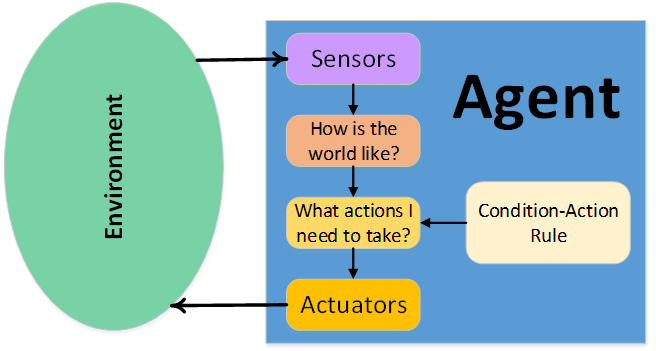 Environment
Sensors
Agent
How is the
world like?
What actions I
need to take?
Condition-Action
Rule
Actuators